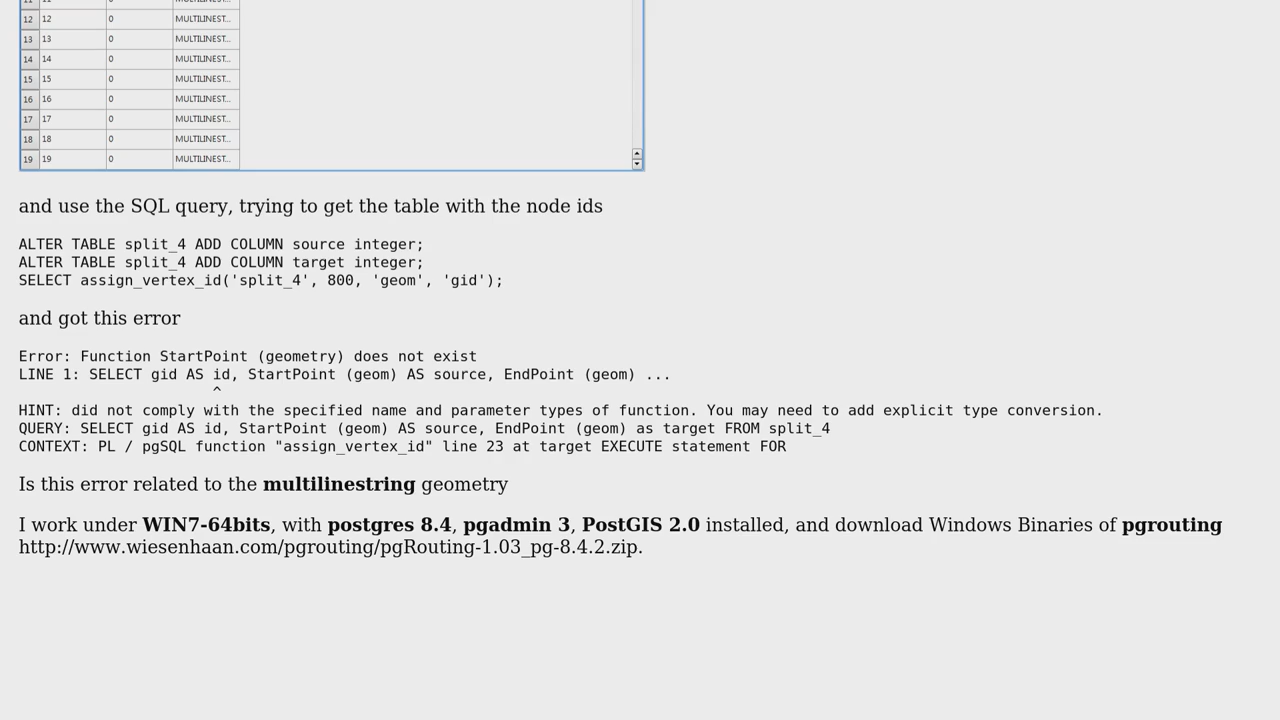 11 11 0 MULTILINEST...
12 12 0 MULTILINEST...
13 13 0 MULTILINEST...
14 14 0 MULTILINEST...
15 15 0 MULTILINEST...
16 16 0 MULTILINEST...
17 17 0 MULTILINEST...
18 18 0 MULTILINEST...
19 19 0 MULTILINEST...
and use the SQL query, trying to get the table with the node ids
ALTER TABLE split_4 ADD COLUMN source integer;
ALTER TABLE split_4 ADD COLUMN target integer;
SELECT assign_vertex_id('split_4', 800, 'geom', 'gid');
and got this error
Error: Function StartPoint (geometry) does not exist
LINE 1: SELECT gid AS id, StartPoint (geom) AS source, EndPoint (geom) ...
^
HINT: did not comply with the specified name and parameter types of function. You may need to add explicit type conversion.
QUERY: SELECT gid AS id, StartPoint (geom) AS source, EndPoint (geom) as target FROM split_4
CONTEXT: PL / pgSQL function "assign_vertex_id" line 23 at target EXECUTE statement FOR
Is this error related to the multilinestring geometry
I work under WIN7-64bits, with postgres 8.4, pgadmin 3, PostGIS 2.0 installed, and download Windows Binaries of pgrouting
http://www.wiesenhaan.com/pgrouting/pgRouting-1.03_pg-8.4.2.zip.